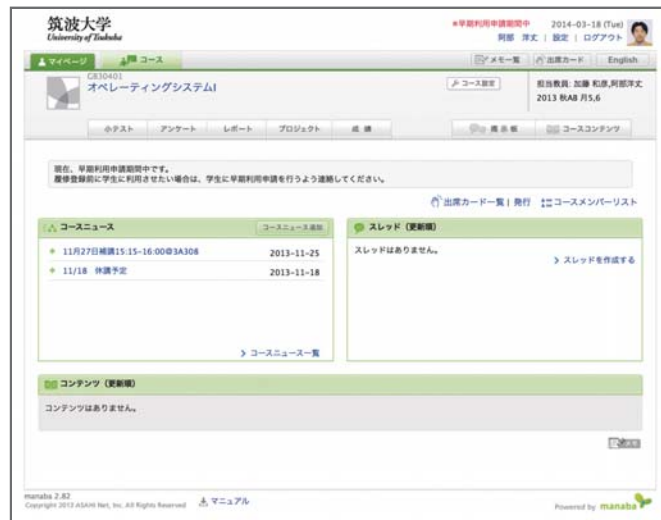 筑波大学
University of Tsukuba
※早期利用申請期間中 2014-03-18 (Tue)
阿部 洋丈 | 設定 | ログアウト
マイページ コース メモ一覧 出席カード English
GB30401
オペレーティングシステムI
コース設定
担当教員: 加藤 和彦,阿部洋丈
2013 秋AB 月5,6
小テスト アンケート レポート プロジェクト 成績 掲示板 コースコンテンツ
現在、早期利用申請期間中です。
履修登録前に学生に利用させたい場合は、学生に早期利用申請を行うよう連絡してください。
出席カード一覧 | 発行 コースメンバーリスト
コースニュース コースニュース追加
11月27日補講15:15-16:00@3A308 2013-11-25
11/18 休講予定 2013-11-18
コースニュース一覧
スレッド（更新順）
スレッドはありません。
スレッドを作成する
コンテンツ（更新順）
コンテンツはありません。
manaba 2.82
Copyright 2013 ASAHI Net, Inc. All Rights Reserved マニュアル
Powered by manaba